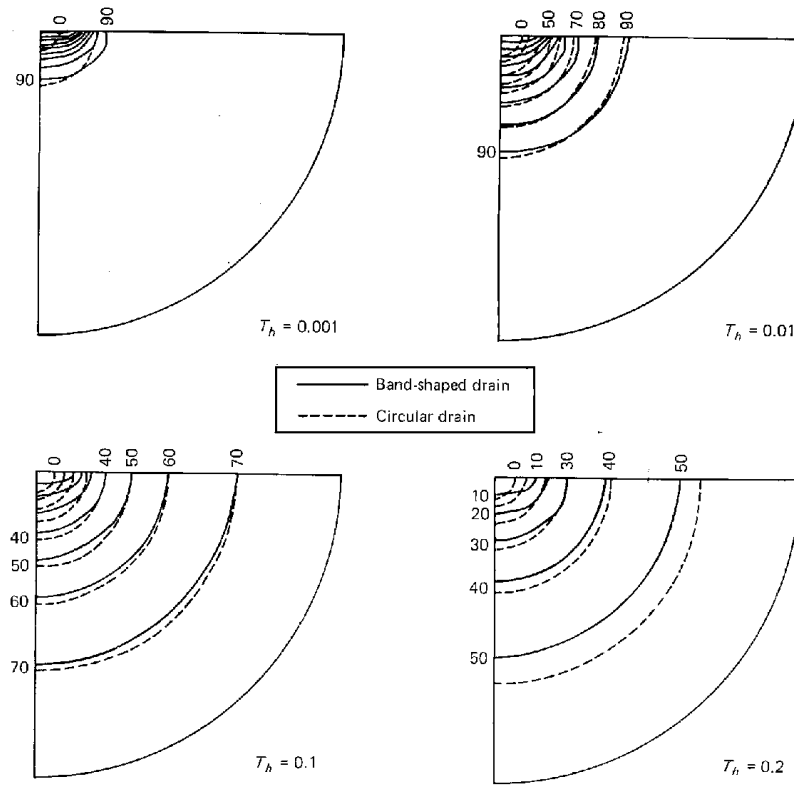 0 90
90
T_h = 0.001
0 50 70 80 90
90
T_h = 0.01
Band-shaped drain
Circular drain
0 40 50 60 70
40
50
60
70
T_h = 0.1
0 10 30 40 50
10
20
30
40
50
T_h = 0.2